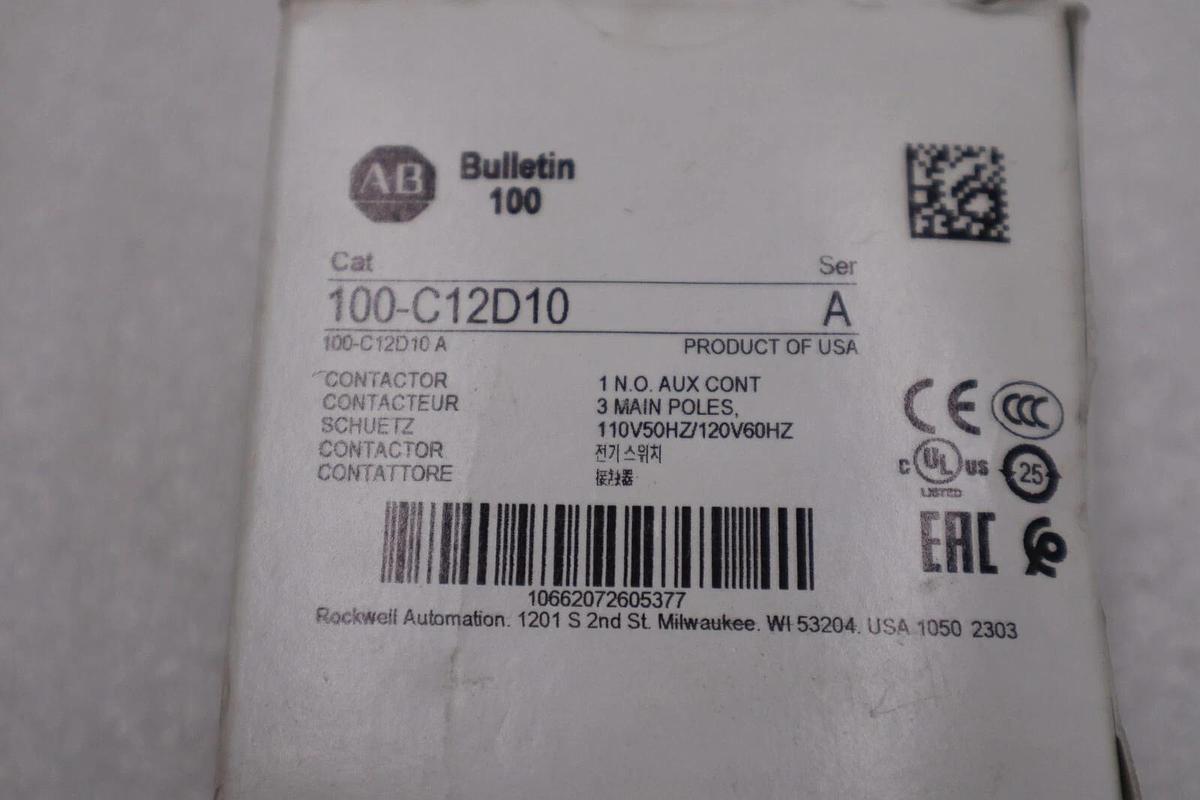 AB
Bulletin
100
Cat
Ser
100-C12D10
A
100-C12D10 A
PRODUCT OF USA
CONTACTOR
CONTACTEUR
SCHUETZ
CONTACTOR
CONTATTORE
1 N.O. AUX CONT
3 MAIN POLES,
110V50HZ/120V60HZ
전기 스위치
接触器
CE
CCC
C UL US
LISTED
25
EAC
10662072605377
Rockwell Automation. 1201 S 2nd St. Milwaukee. WI 53204. USA 1050 2303